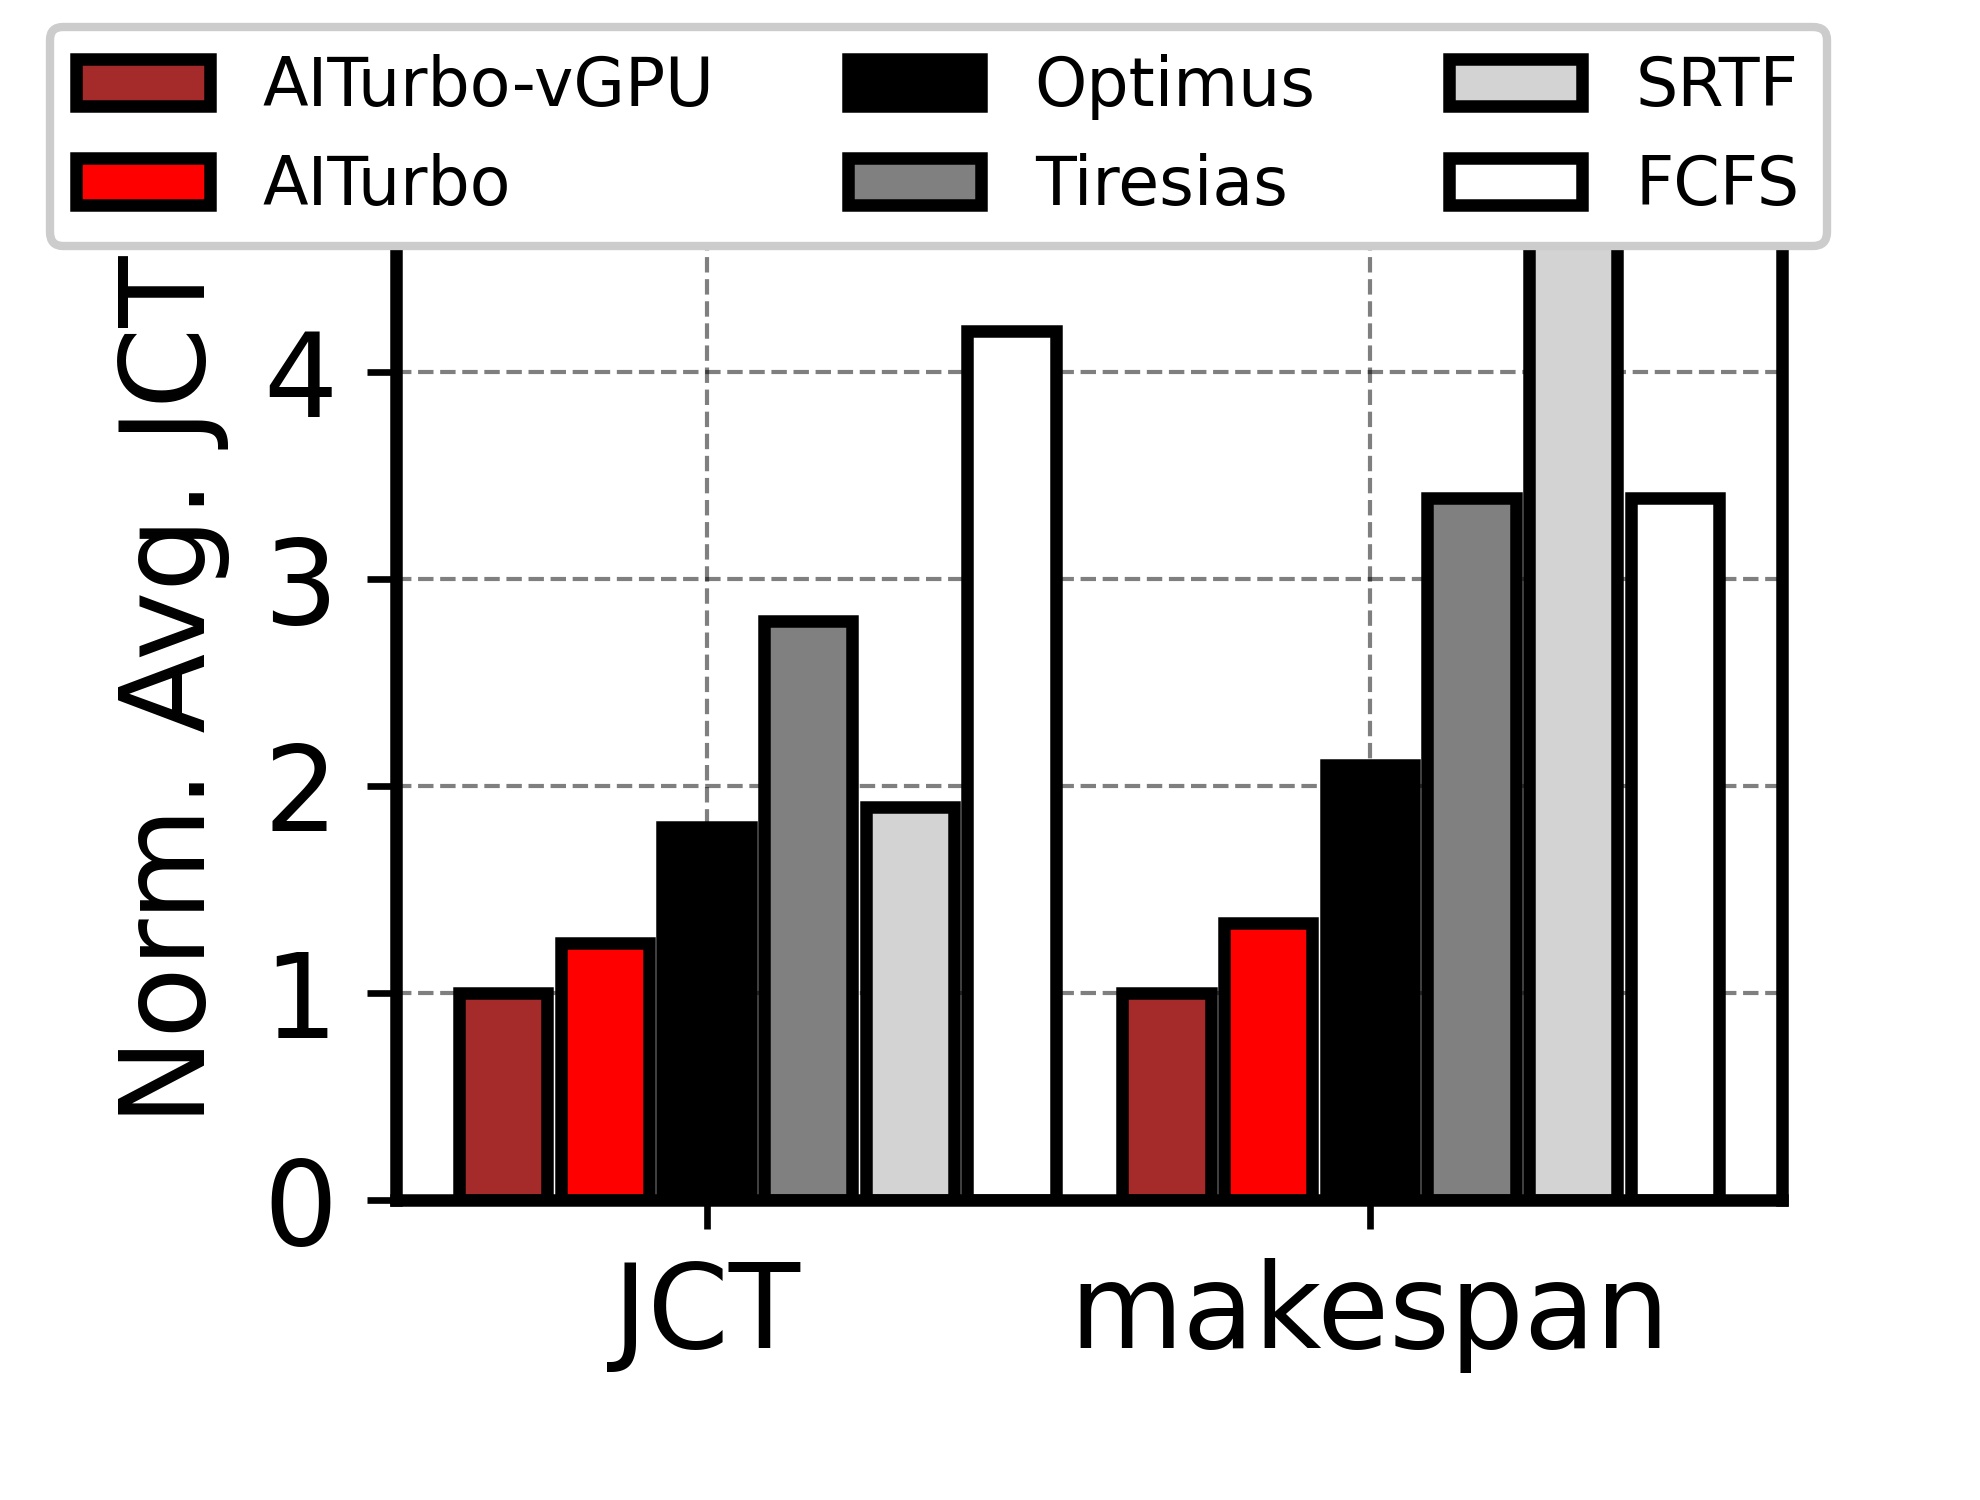 AITurbo-vGPU
AITurbo
Optimus
Tiresias
SRTF
FCFS
Norm. Avg. JCT
4
3
2
1
0
JCT
makespan